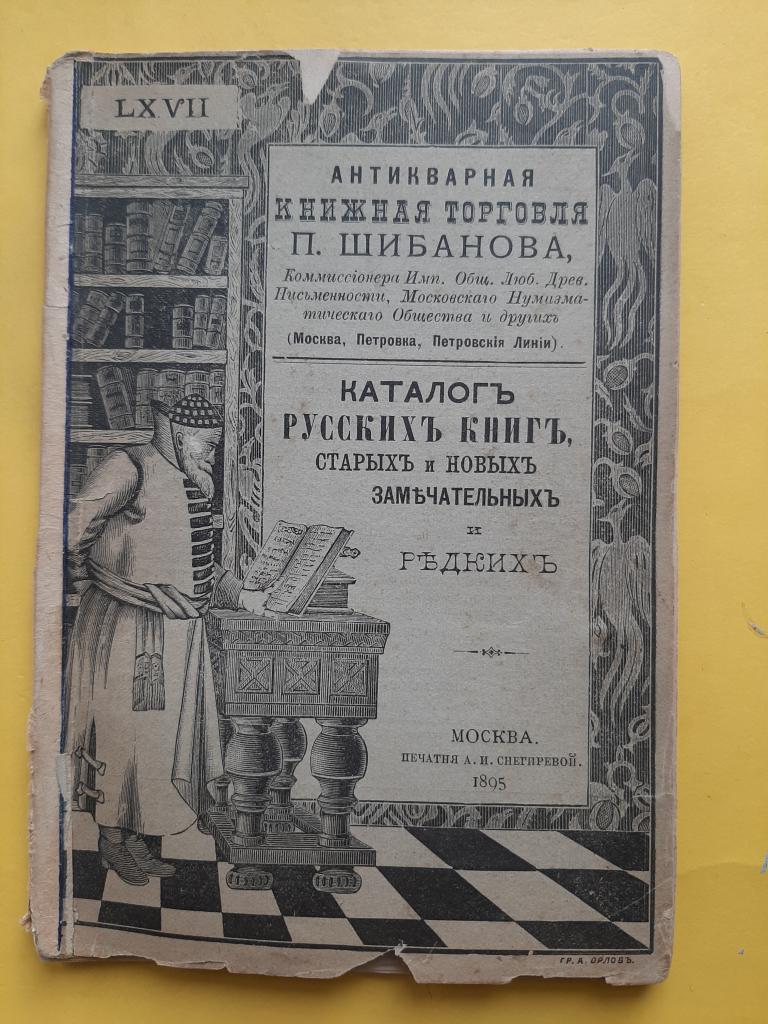 LXVII
АНТИКВАРНАЯ
КНИЖНАЯ ТОРГОВЛЯ
П. ШИБАНОВА,
Коммиссіонера Имп. Общ. Люб. Древ.
Письменности, Московскаго Нумизма-
тическаго Общества и другихъ
(Москва, Петровка, Петровскія Линіи).
КАТАЛОГЪ
РУССКИХЪ КНИГЪ,
СТАРЫХЪ и НОВЫХЪ
ЗАМѢЧАТЕЛЬНЫХЪ
и
РѢДКИХЪ
МОСКВА.
ПЕЧАТНЯ А. И. СНЕГИРЕВОЙ.
1895
ГР. А. ОРЛОВЪ.